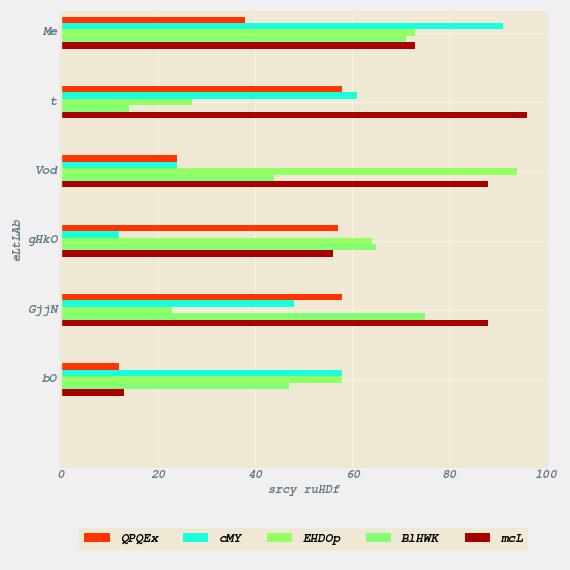 Me
t
Vod
gHkO
GjjN
bO
eLtLAb
0 20 40 60 80 100
srcy ruHDf
QPQEx cMY EHDOp BlHWK mcL